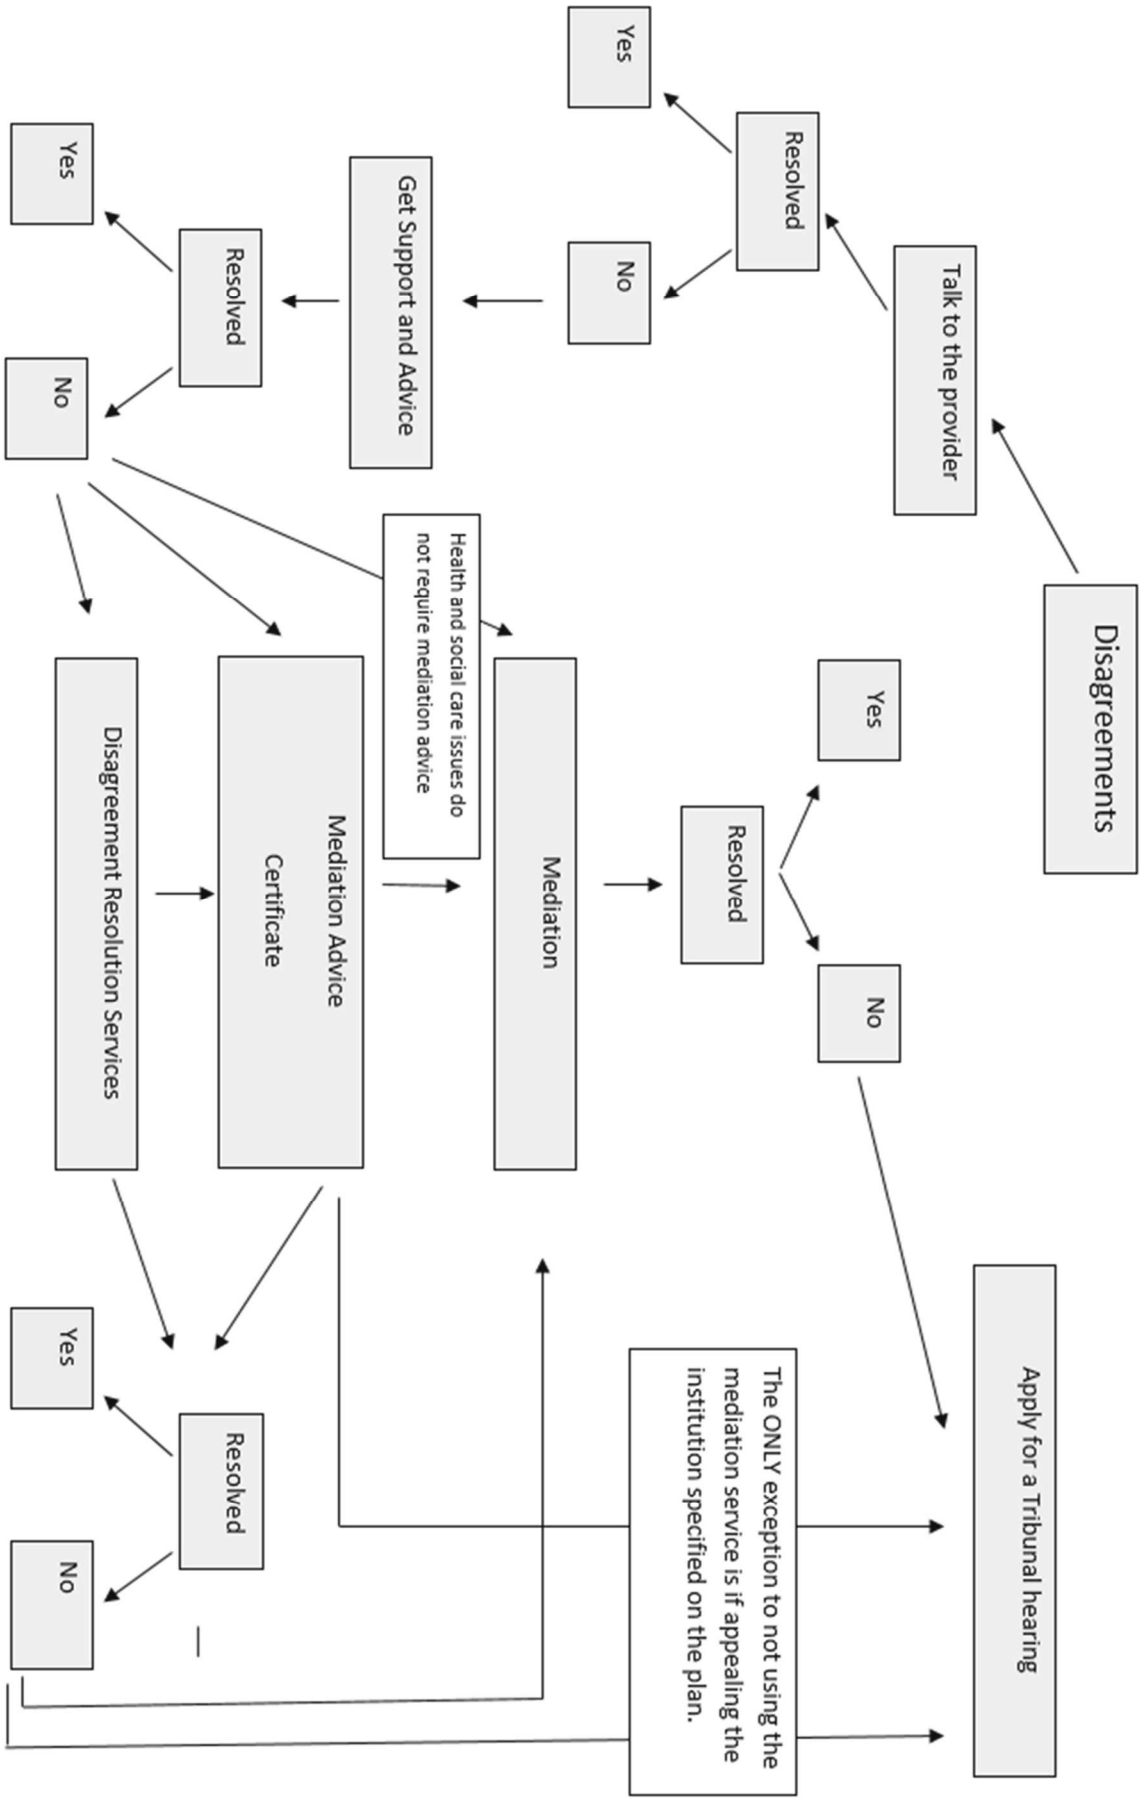 Disagreements
Talk to the provider
Resolved
Yes
No
Get Support and Advice
Resolved
Yes
No
Disagreement Resolution Services
Mediation Advice
Certificate
Health and social care issues do
not require mediation advice
Mediation
Resolved
Yes
No
Resolved
Yes
No
The ONLY exception to not using the
mediation service is if appealing the
institution specified on the plan.
Apply for a Tribunal hearing